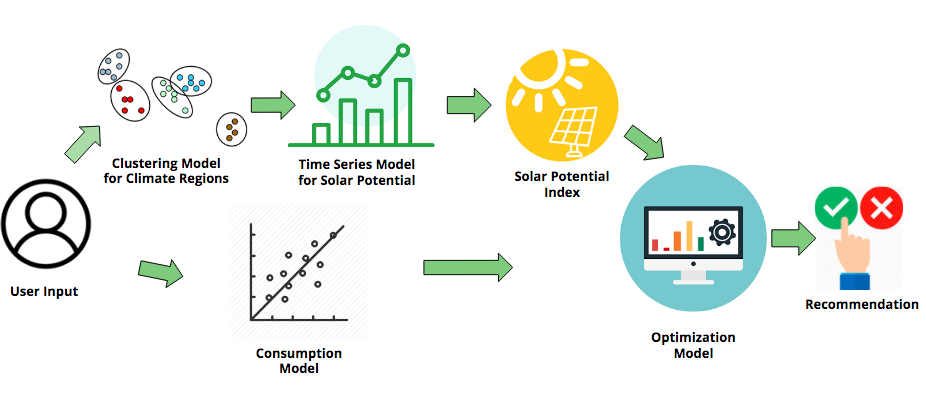 Clustering Model
for Climate Regions
Time Series Model
for Solar Potential
Solar Potential
Index
User Input
Consumption
Model
Optimization
Model
Recommendation